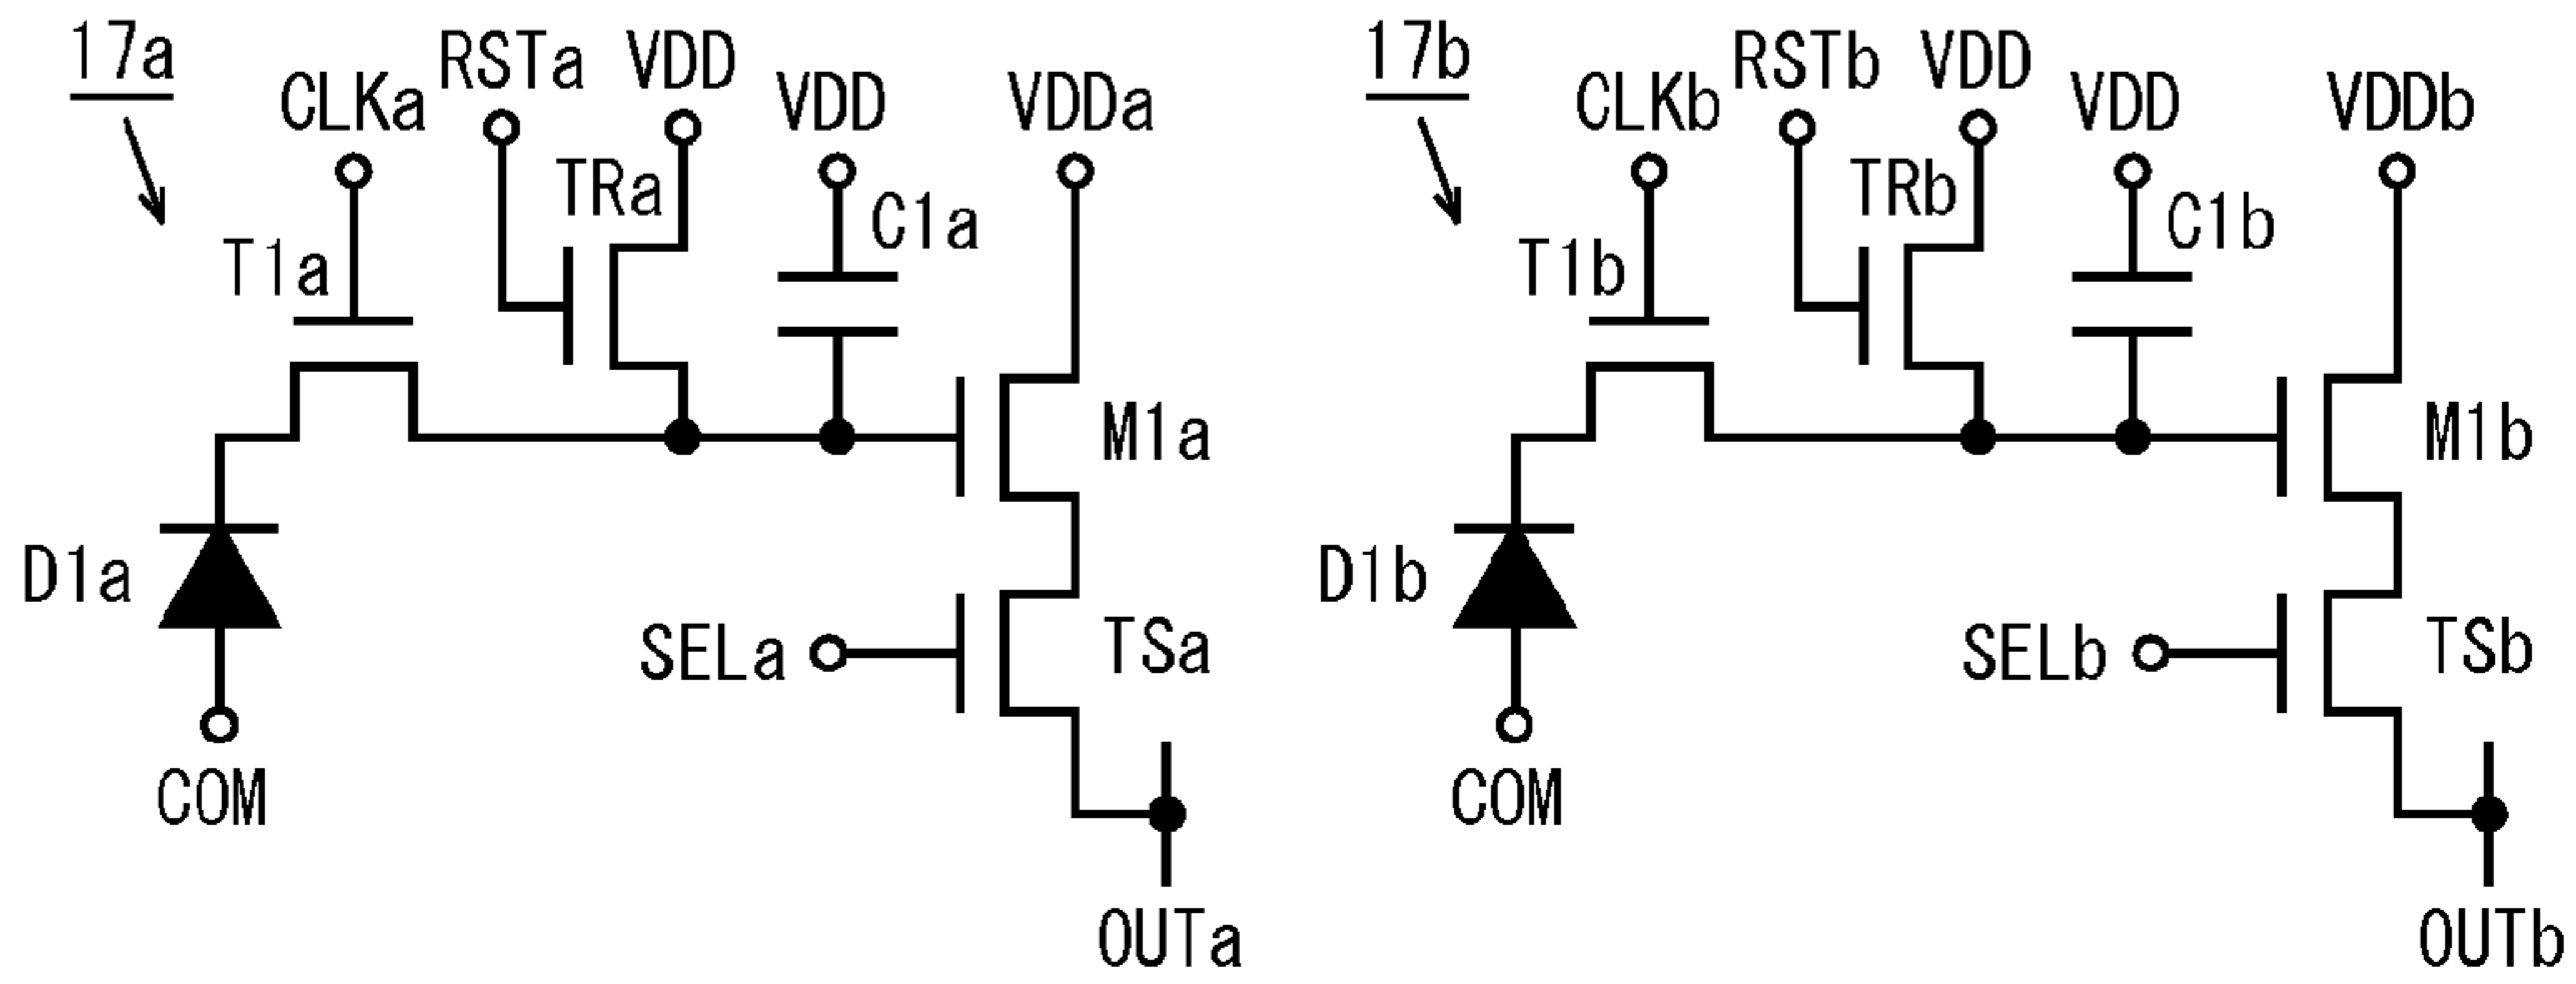 17a
CLKa
RSTa
VDD
VDD
VDDa
TRa
C1a
T1a
M1a
D1a
SELa
TSa
COM
OUTa
17b
CLKb
RSTb
VDD
VDD
VDDb
TRb
C1b
T1b
M1b
D1b
SELb
TSb
COM
OUTb